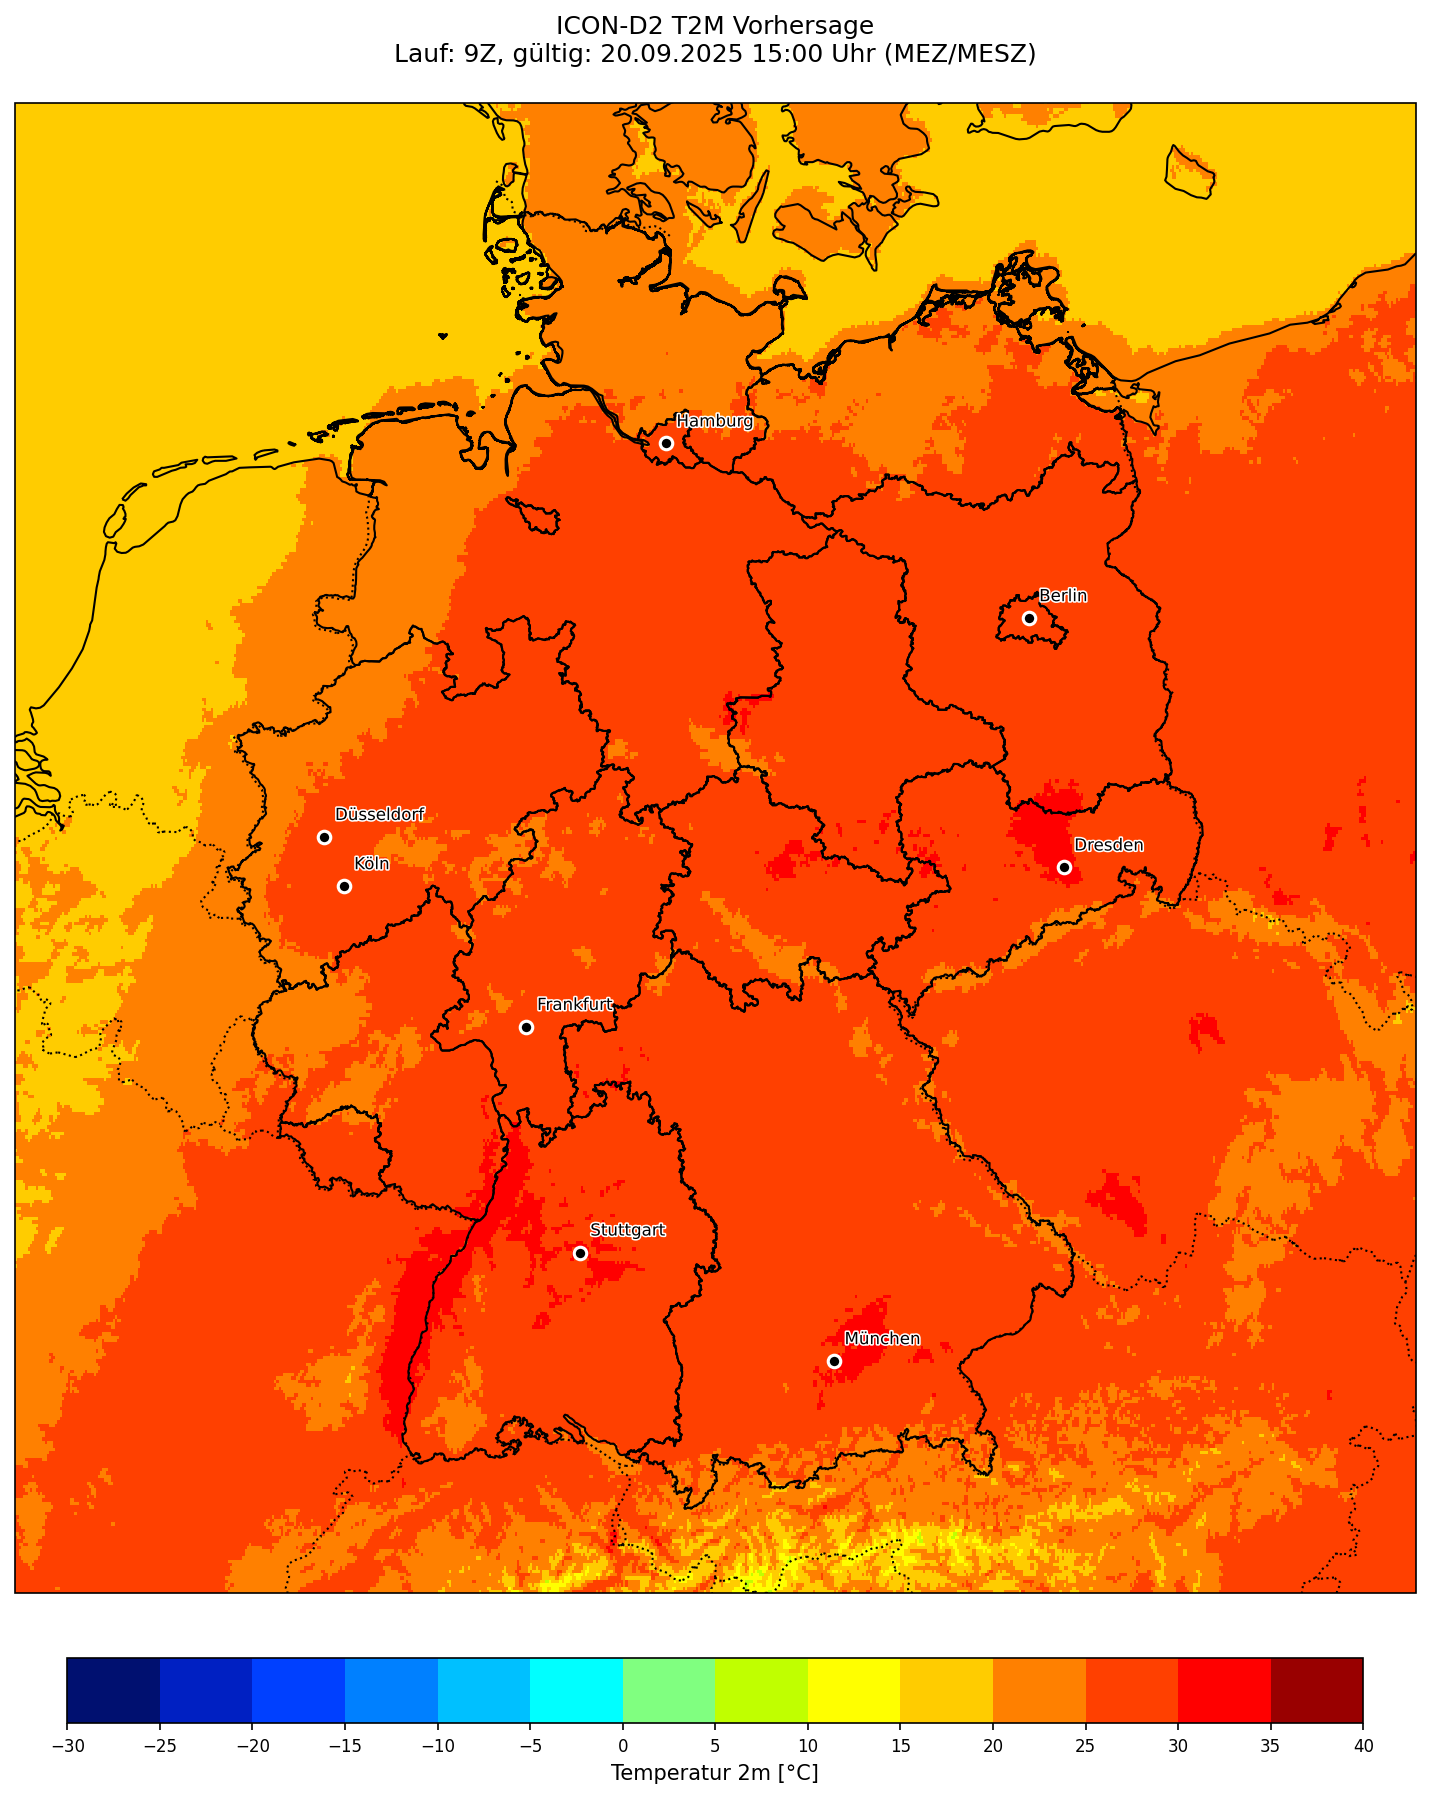 ICON-D2 T2M Vorhersage
Lauf: 9Z, gültig: 20.09.2025 15:00 Uhr (MEZ/MESZ)
Hamburg
Berlin
Düsseldorf
Dresden
Köln
Frankfurt
Stuttgart
München
−30 −25 −20 −15 −10 −5 0 5 10 15 20 25 30 35 40
Temperatur 2m [°C]